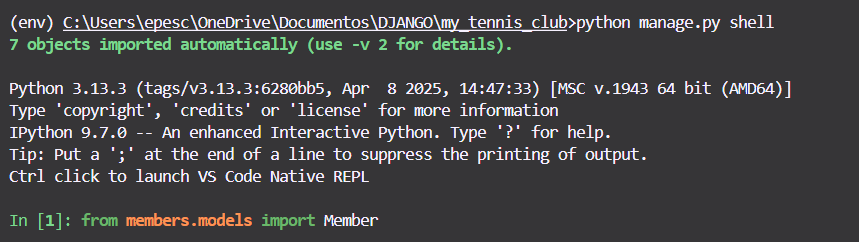 (env) C:\Users\epesc\OneDrive\Documentos\DJANGO\my_tennis_club>python manage.py shell
7 objects imported automatically (use -v 2 for details).
Python 3.13.3 (tags/v3.13.3:6280bb5, Apr  8 2025, 14:47:33) [MSC v.1943 64 bit (AMD64)]
Type 'copyright', 'credits' or 'license' for more information
IPython 9.7.0 -- An enhanced Interactive Python. Type '?' for help.
Tip: Put a ';' at the end of a line to suppress the printing of output.
Ctrl click to launch VS Code Native REPL
In [1]: from members.models import Member